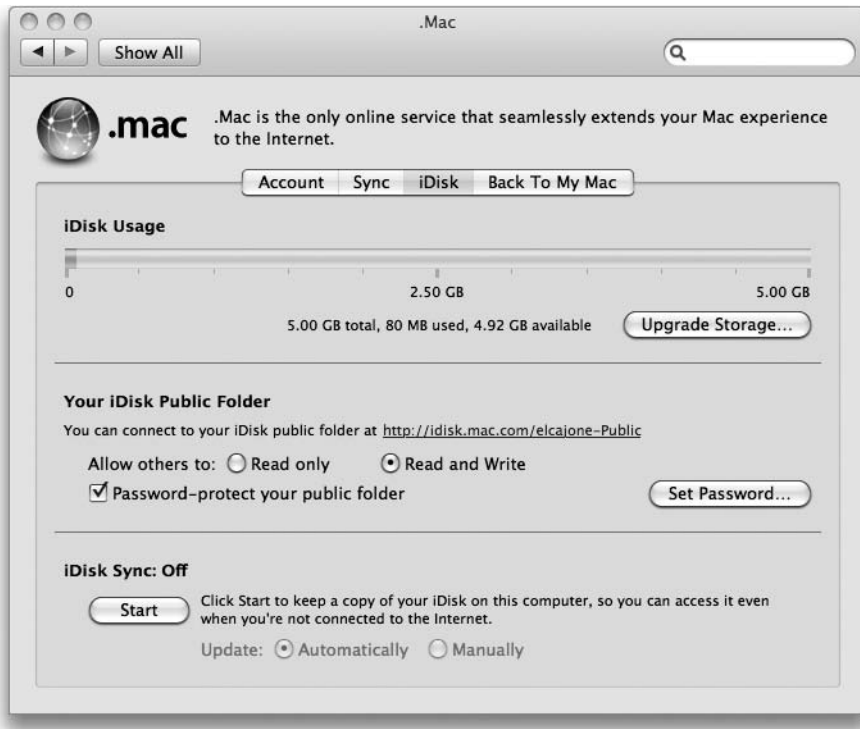 .Mac
Show All
.mac
.Mac is the only online service that seamlessly extends your Mac experience
to the Internet.
Account Sync iDisk Back To My Mac
iDisk Usage
0 2.50 GB 5.00 GB
5.00 GB total, 80 MB used, 4.92 GB available Upgrade Storage...
Your iDisk Public Folder
You can connect to your iDisk public folder at http://idisk.mac.com/elcajone-Public
Allow others to: Read only Read and Write
Password-protect your public folder Set Password...
iDisk Sync: Off
Start Click Start to keep a copy of your iDisk on this computer, so you can access it even
when you're not connected to the Internet.
Update: Automatically Manually